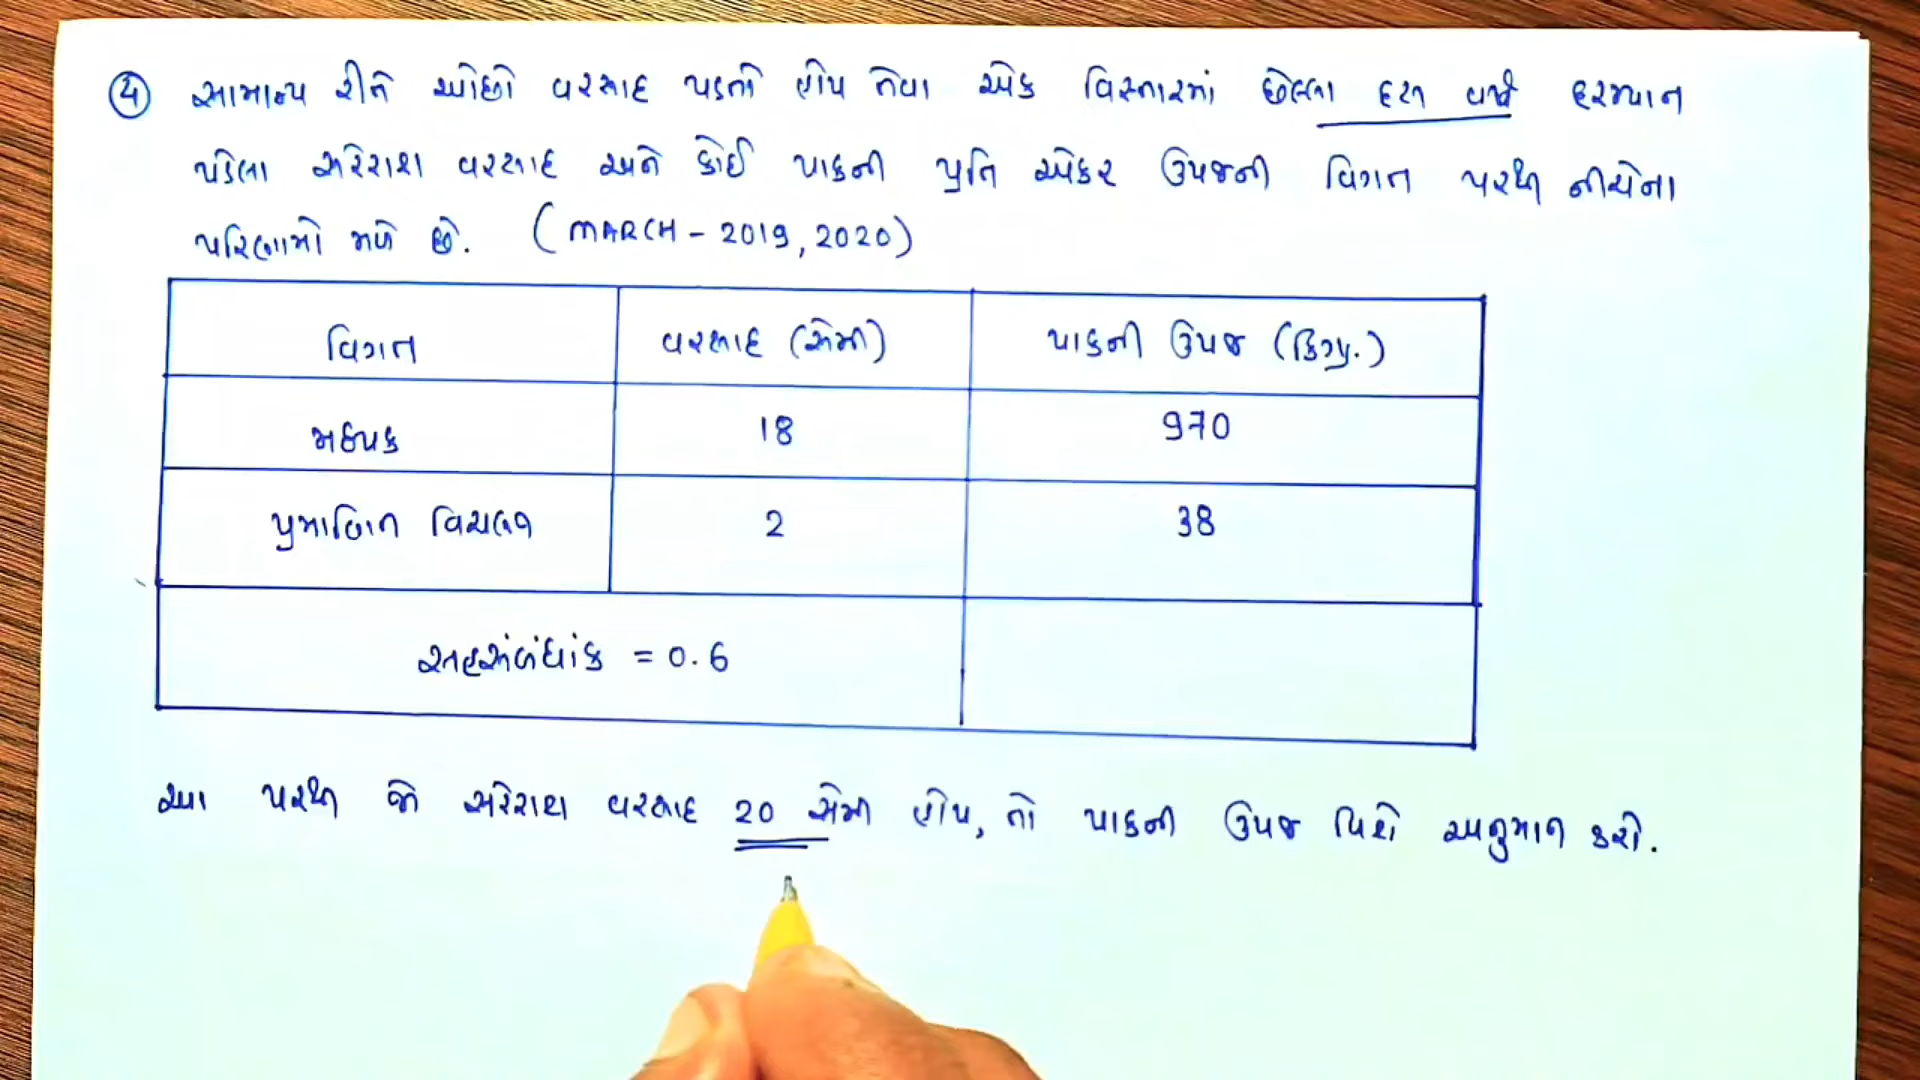 ④ સામાન્ય રીતે ઓછો વરસાદ પડતો હોય તેવા એક વિસ્તારમાં છેલ્લા દસ વર્ષ દરમ્યાન
પડેલા સરેરાશ વરસાદ અને કોઈ પાકની પ્રતિ એકર ઉપજની વિગત પરથી નીચેના
પરિણામો મળે છે. (MARCH - 2019, 2020)
વિગત વરસાદ (સેમી) પાકની ઉપજ (કિગ્રા.)
મધ્યક 18 970
પ્રમાણિત વિચલન 2 38
સહસંબંધાંક = 0.6
આ પરથી જો સરેરાશ વરસાદ 20 સેમી હોય, તો પાકની ઉપજ વિશે અનુમાન કરો.